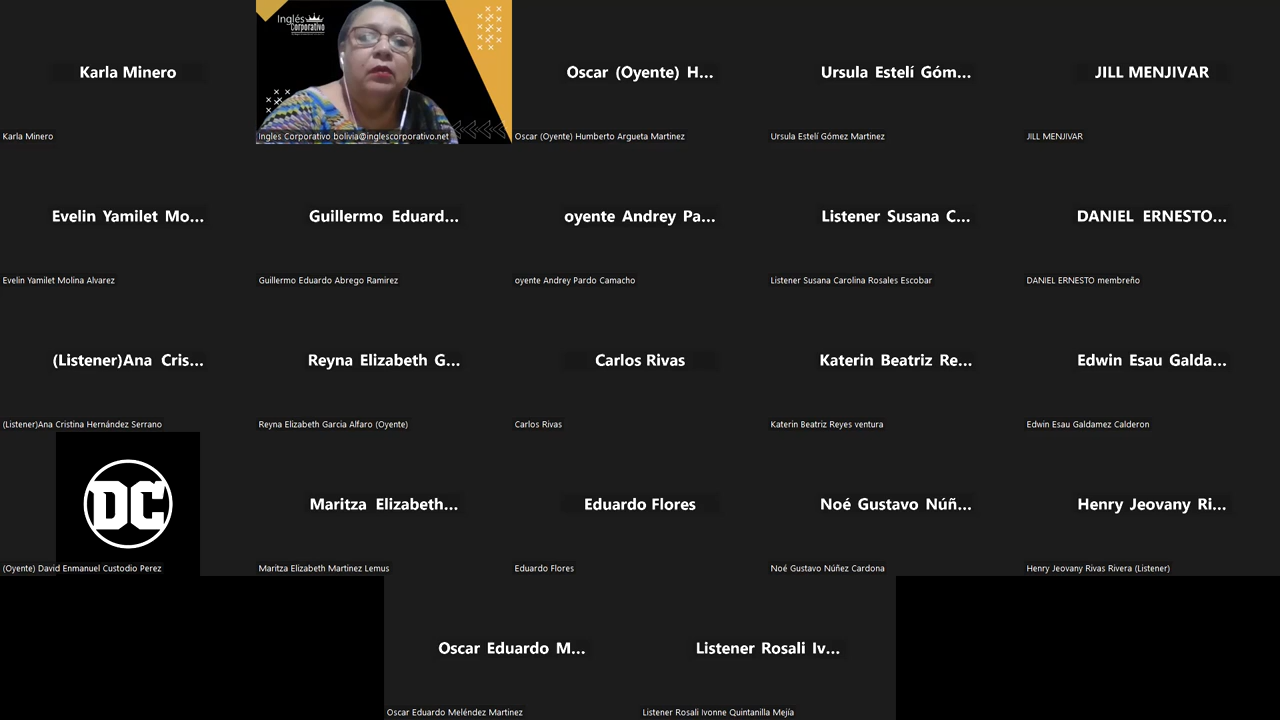 Karla Minero
Karla Minero
Inglés
Corporativo
Ingles Corporativo bolivia@inglescorporativo.net
Oscar (Oyente) H...
Oscar (Oyente) Humberto Argueta Martinez
Ursula Estelí Góm...
Ursula Estelí Gómez Martinez
JILL MENJIVAR
JILL MENJIVAR
Evelin Yamilet Mo...
Evelin Yamilet Molina Alvarez
Guillermo Eduard...
Guillermo Eduardo Abrego Ramirez
oyente Andrey Pa...
oyente Andrey Pardo Camacho
Listener Susana C...
Listener Susana Carolina Rosales Escobar
DANIEL ERNESTO...
DANIEL ERNESTO membreño
(Listener)Ana Cris...
(Listener)Ana Cristina Hernández Serrano
Reyna Elizabeth G...
Reyna Elizabeth Garcia Alfaro (Oyente)
Carlos Rivas
Carlos Rivas
Katerin Beatriz Re...
Katerin Beatriz Reyes ventura
Edwin Esau Galda...
Edwin Esau Galdamez Calderon
DC
(Oyente) David Enmanuel Custodio Perez
Maritza Elizabeth...
Maritza Elizabeth Martinez Lemus
Eduardo Flores
Eduardo Flores
Noé Gustavo Núñ...
Noé Gustavo Núñez Cardona
Henry Jeovany Ri...
Henry Jeovany Rivas Rivera (Listener)
Oscar Eduardo M...
Oscar Eduardo Meléndez Martinez
Listener Rosali Iv...
Listener Rosali Ivonne Quintanilla Mejía